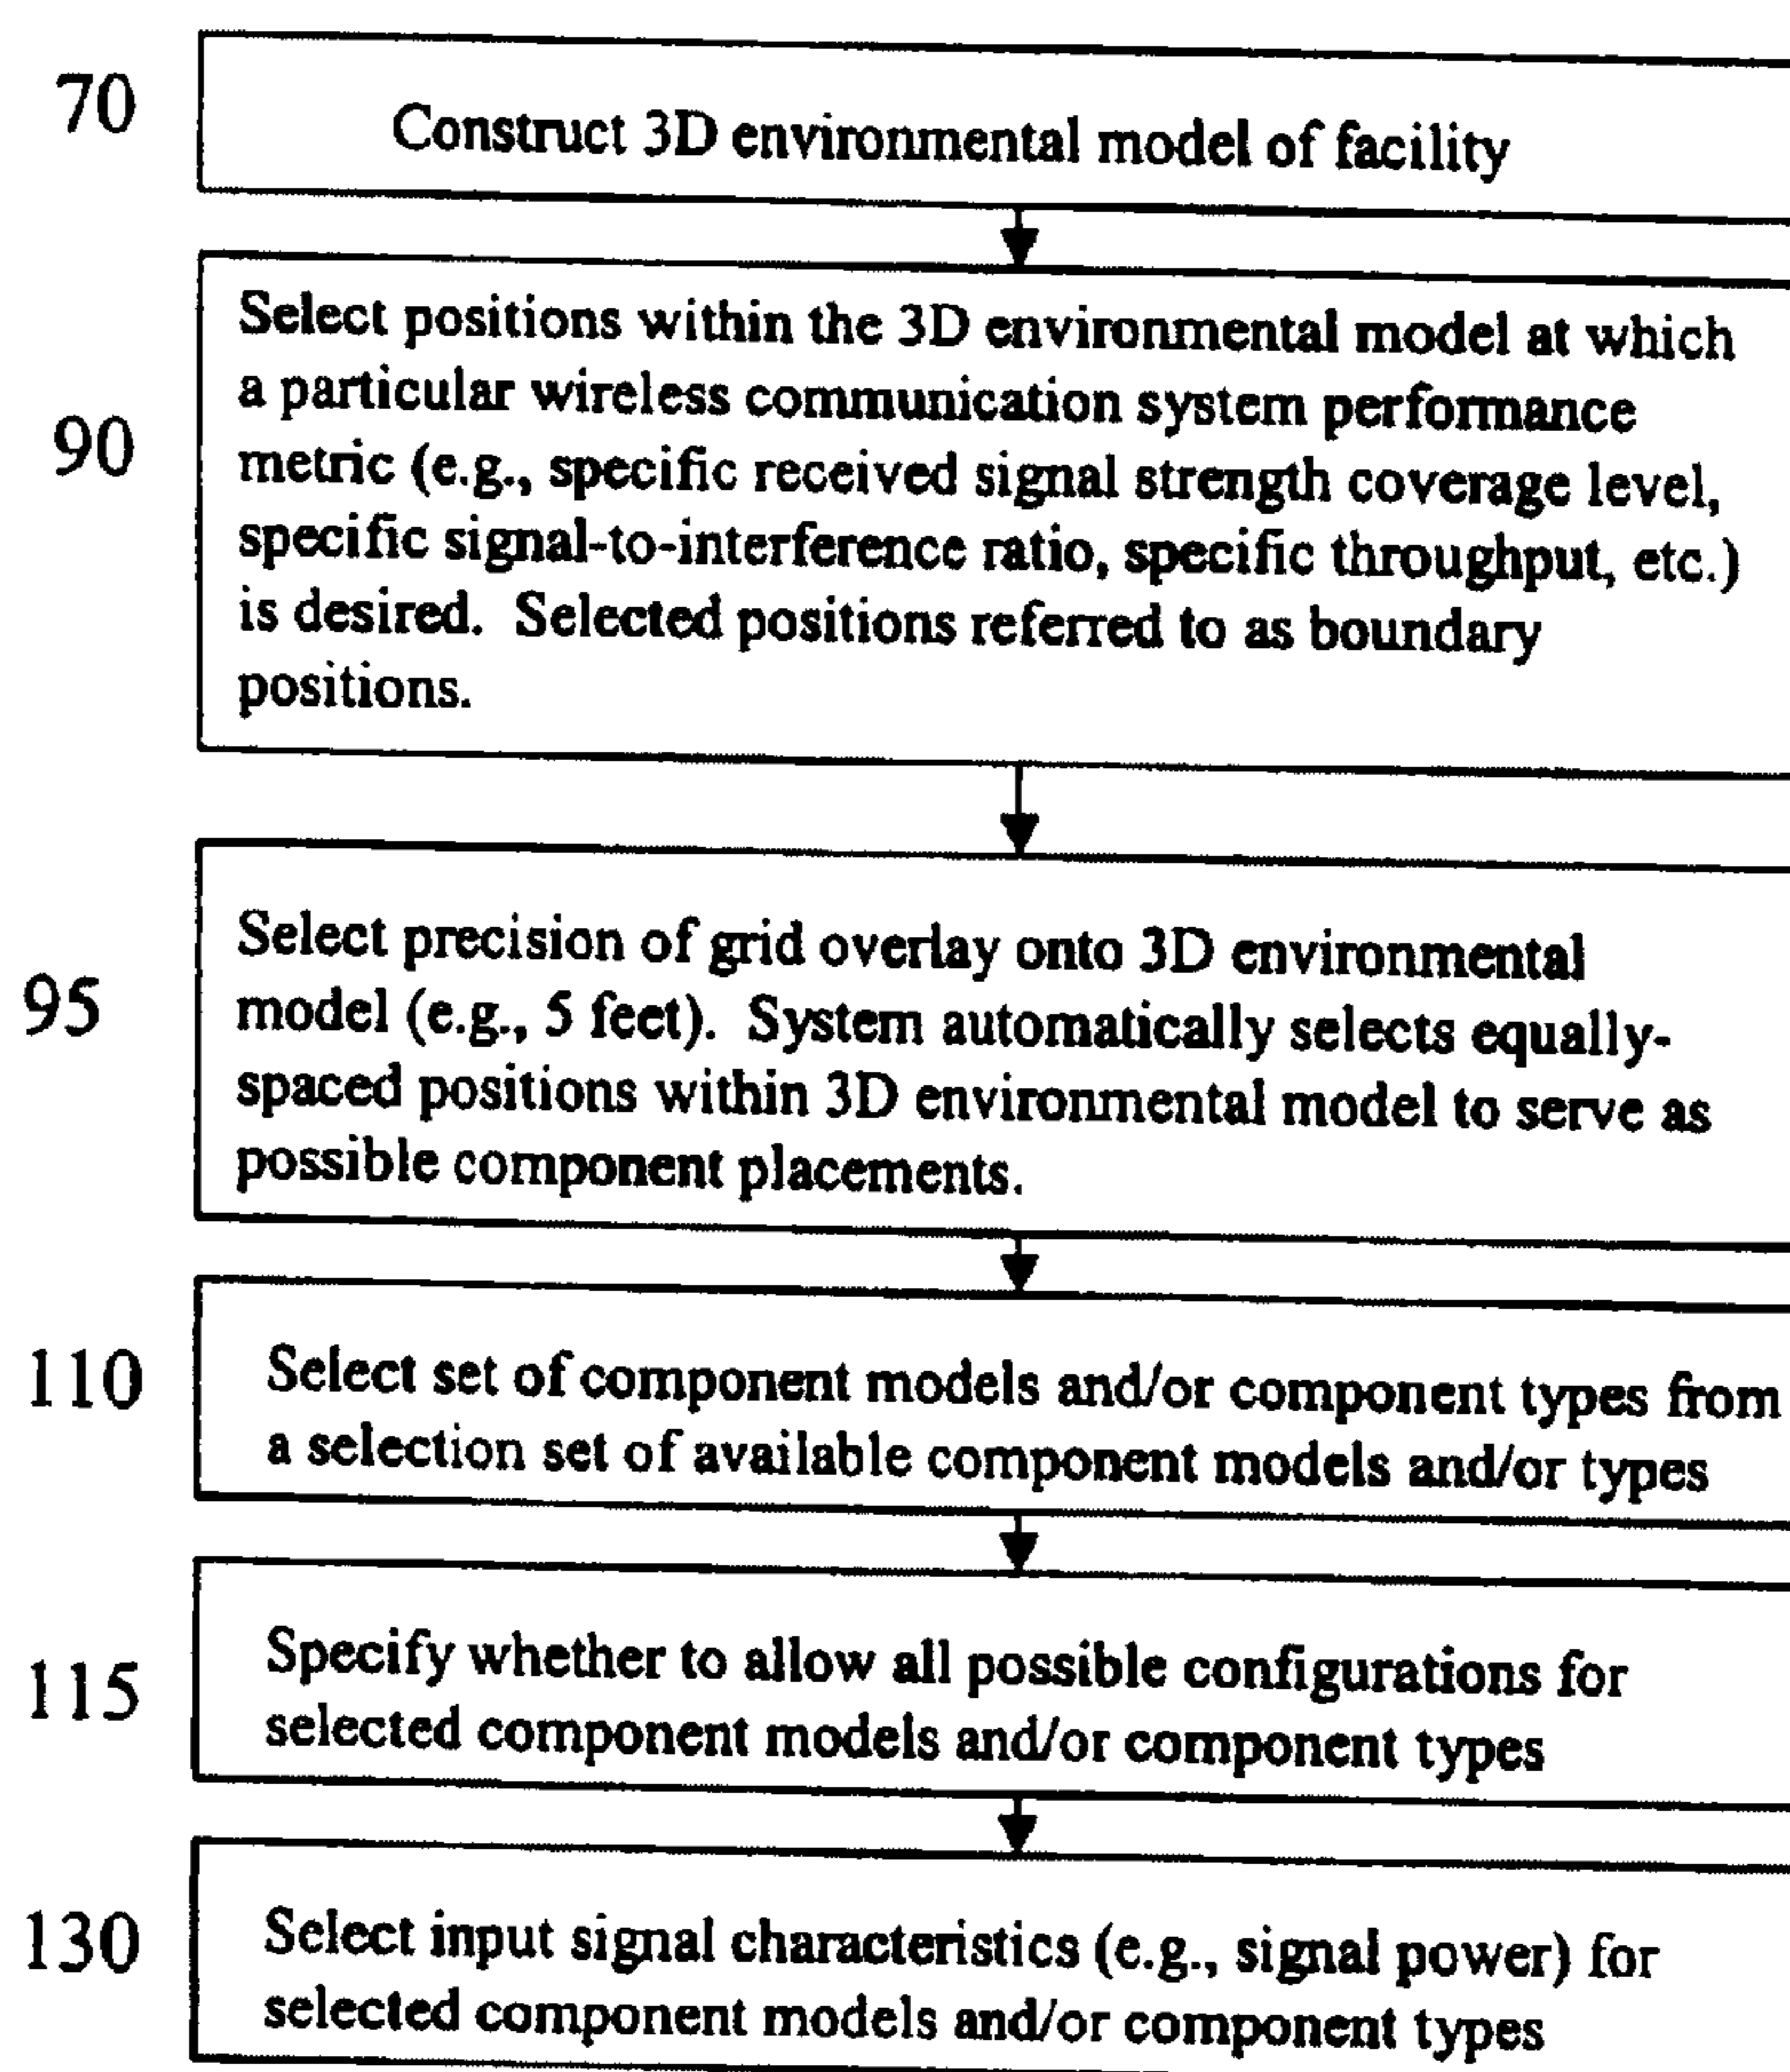 70
Construct 3D environmental model of facility
90
Select positions within the 3D environmental model at which
a particular wireless communication system performance
metric (e.g., specific received signal strength coverage level,
specific signal-to-interference ratio, specific throughput, etc.)
is desired. Selected positions referred to as boundary
positions.
95
Select precision of grid overlay onto 3D environmental
model (e.g., 5 feet). System automatically selects equally-
spaced positions within 3D environmental model to serve as
possible component placements.
110
Select set of component models and/or component types from
a selection set of available component models and/or types
115
Specify whether to allow all possible configurations for
selected component models and/or component types
130
Select input signal characteristics (e.g., signal power) for
selected component models and/or component types